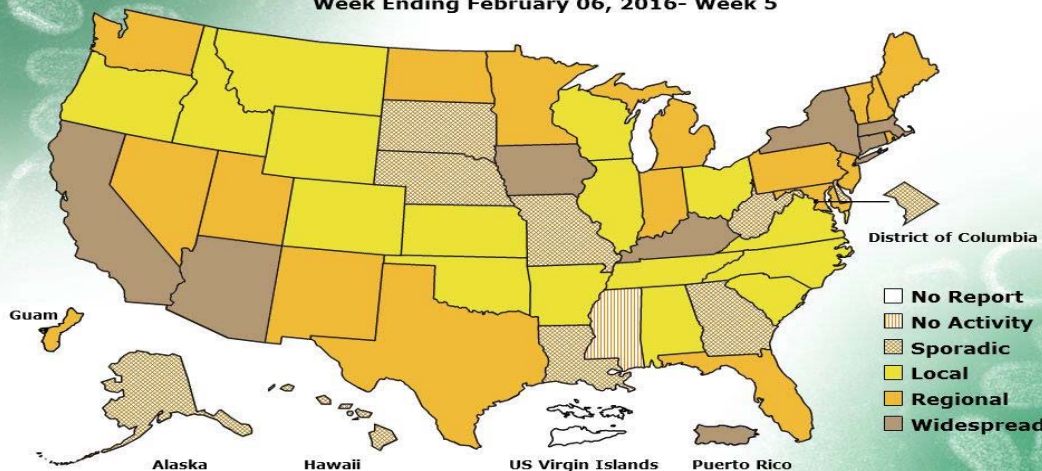 Week Ending February 06, 2016- Week 5
District of Columbia
Guam
No Report
No Activity
Sporadic
Local
Regional
Widespread
Alaska
Hawaii
US Virgin Islands
Puerto Rico